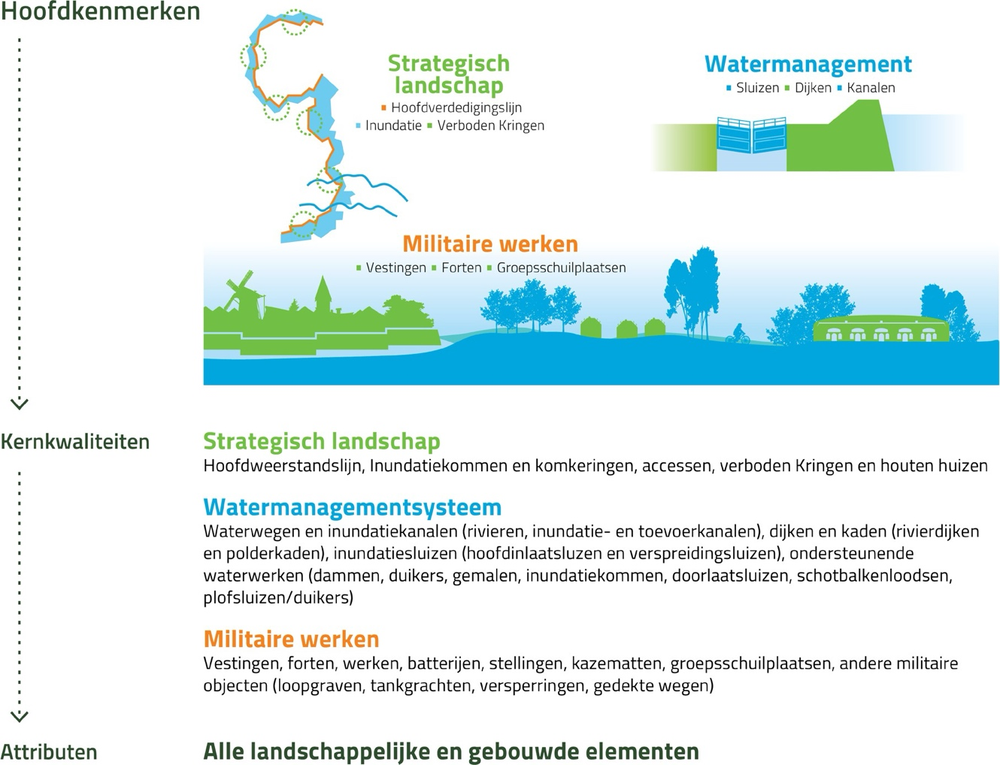 Hoofdkenmerken
Strategisch
landschap
Hoofdverdedigingslijn
Inundatie Verboden Kringen
Watermanagement
Sluizen Dijken Kanalen
Militaire werken
Vestingen Forten Groepsschuilplaatsen
Kernkwaliteiten
Strategisch landschap
Hoofdweerstandslijn, Inundatiekommen en komkeringen, accessen, verboden Kringen en houten huizen
Watermanagementsysteem
Waterwegen en inundatiekanalen (rivieren, inundatie- en toevoerkanalen), dijken en kaden (rivierdijken
en polderkaden), inundatiesluizen (hoofdinlaatsluzen en verspreidingsluizen), ondersteunende
waterwerken (dammen, duikers, gemalen, inundatiekommen, doorlaatsluizen, schotbalkenloodsen,
plofsluizen/duikers)
Militaire werken
Vestingen, forten, werken, batterijen, stellingen, kazematten, groepsschuilplaatsen, andere militaire
objecten (loopgraven, tankgrachten, versperringen, gedekte wegen)
Attributen
Alle landschappelijke en gebouwde elementen